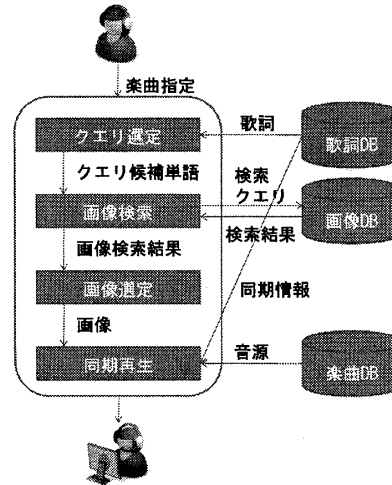 楽曲指定
クエリ選定
歌詞
歌詞DB
クエリ候補単語
検索
クエリ
画像検索
画像DB
検索結果
画像検索結果
画像選定
同期情報
画像
音源
同期再生
楽曲DB